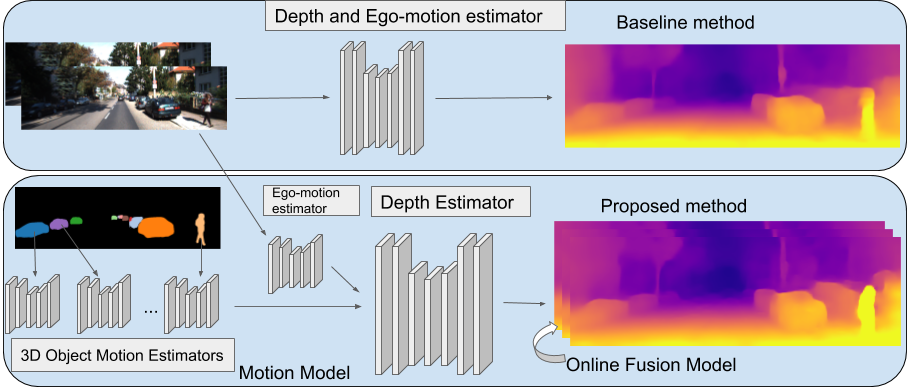 Depth and Ego-motion estimator
Baseline method
Ego-motion
estimator
Depth Estimator
Proposed method
...
3D Object Motion Estimators
Motion Model
Online Fusion Model